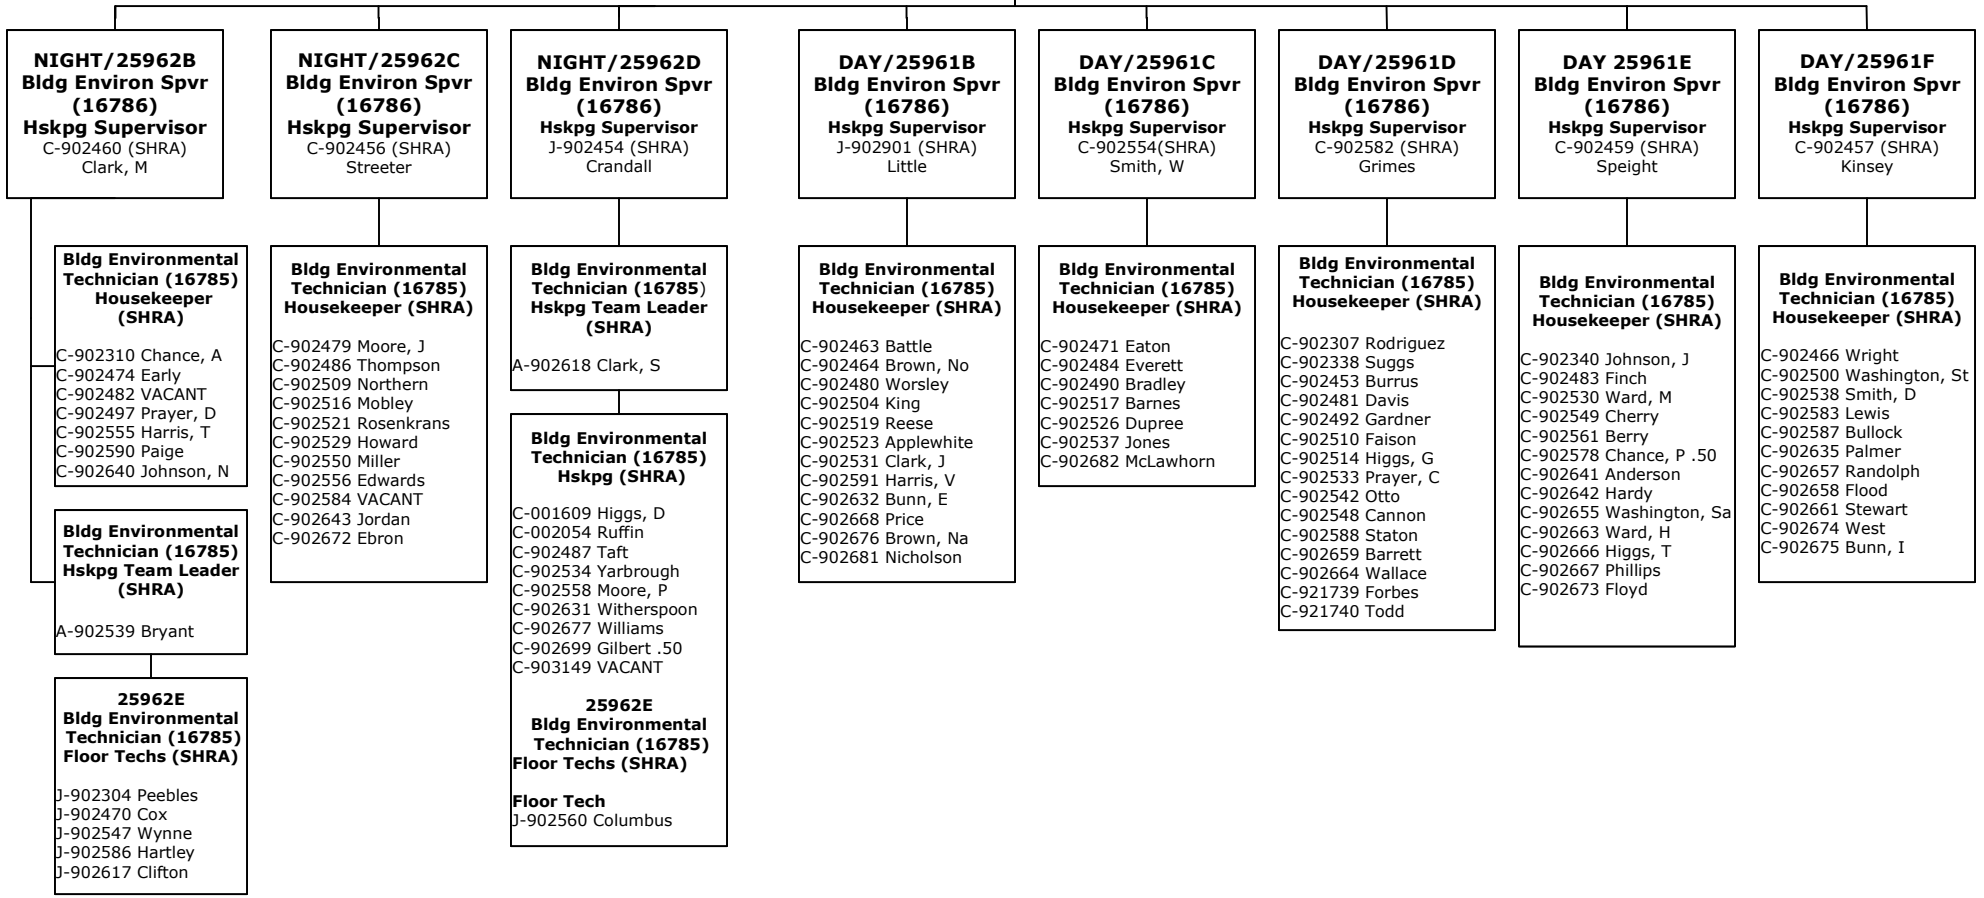 NIGHT/25962B
Bldg Environ Spvr
(16786)
Hskpg Supervisor
C-902460 (SHRA)
Clark, M
NIGHT/25962C
Bldg Environ Spvr
(16786)
Hskpg Supervisor
C-902456 (SHRA)
Streeter
NIGHT/25962D
Bldg Environ Spvr
(16786)
Hskpg Supervisor
J-902454 (SHRA)
Crandall
DAY/25961B
Bldg Environ Spvr
(16786)
Hskpg Supervisor
J-902901 (SHRA)
Little
DAY/25961C
Bldg Environ Spvr
(16786)
Hskpg Supervisor
C-902554(SHRA)
Smith, W
DAY/25961D
Bldg Environ Spvr
(16786)
Hskpg Supervisor
C-902582 (SHRA)
Grimes
DAY 25961E
Bldg Environ Spvr
(16786)
Hskpg Supervisor
C-902459 (SHRA)
Speight
DAY/25961F
Bldg Environ Spvr
(16786)
Hskpg Supervisor
C-902457 (SHRA)
Kinsey
Bldg Environmental
Technician (16785)
Housekeeper
(SHRA)
C-902310 Chance, A
C-902474 Early
C-902482 VACANT
C-902497 Prayer, D
C-902555 Harris, T
C-902590 Paige
C-902640 Johnson, N
Bldg Environmental
Technician (16785)
Hskpg Team Leader
(SHRA)
A-902539 Bryant
25962E
Bldg Environmental
Technician (16785)
Floor Techs (SHRA)
J-902304 Peebles
J-902470 Cox
J-902547 Wynne
J-902586 Hartley
J-902617 Clifton
Bldg Environmental
Technician (16785)
Housekeeper (SHRA)
C-902479 Moore, J
C-902486 Thompson
C-902509 Northern
C-902516 Mobley
C-902521 Rosenkrans
C-902529 Howard
C-902550 Miller
C-902556 Edwards
C-902584 VACANT
C-902643 Jordan
C-902672 Ebron
Bldg Environmental
Technician (16785)
Hskpg Team Leader
(SHRA)
A-902618 Clark, S
Bldg Environmental
Technician (16785)
Hskpg (SHRA)
C-001609 Higgs, D
C-002054 Ruffin
C-902487 Taft
C-902534 Yarbrough
C-902558 Moore, P
C-902631 Witherspoon
C-902677 Williams
C-902699 Gilbert .50
C-903149 VACANT
25962E
Bldg Environmental
Technician (16785)
Floor Techs (SHRA)
Floor Tech
J-902560 Columbus
Bldg Environmental
Technician (16785)
Housekeeper (SHRA)
C-902463 Battle
C-902464 Brown, No
C-902480 Worsley
C-902504 King
C-902519 Reese
C-902523 Applewhite
C-902531 Clark, J
C-902591 Harris, V
C-902632 Bunn, E
C-902668 Price
C-902676 Brown, Na
C-902681 Nicholson
Bldg Environmental
Technician (16785)
Housekeeper (SHRA)
C-902471 Eaton
C-902484 Everett
C-902490 Bradley
C-902517 Barnes
C-902526 Dupree
C-902537 Jones
C-902682 McLawhorn
Bldg Environmental
Technician (16785)
Housekeeper (SHRA)
C-902307 Rodriguez
C-902338 Suggs
C-902453 Burrus
C-902481 Davis
C-902492 Gardner
C-902510 Faison
C-902514 Higgs, G
C-902533 Prayer, C
C-902542 Otto
C-902548 Cannon
C-902588 Staton
C-902659 Barrett
C-902664 Wallace
C-921739 Forbes
C-921740 Todd
Bldg Environmental
Technician (16785)
Housekeeper (SHRA)
C-902340 Johnson, J
C-902483 Finch
C-902530 Ward, M
C-902549 Cherry
C-902561 Berry
C-902578 Chance, P .50
C-902641 Anderson
C-902642 Hardy
C-902655 Washington, Sa
C-902663 Ward, H
C-902666 Higgs, T
C-902667 Phillips
C-902673 Floyd
Bldg Environmental
Technician (16785)
Housekeeper (SHRA)
C-902466 Wright
C-902500 Washington, St
C-902538 Smith, D
C-902583 Lewis
C-902587 Bullock
C-902635 Palmer
C-902657 Randolph
C-902658 Flood
C-902661 Stewart
C-902674 West
C-902675 Bunn, I